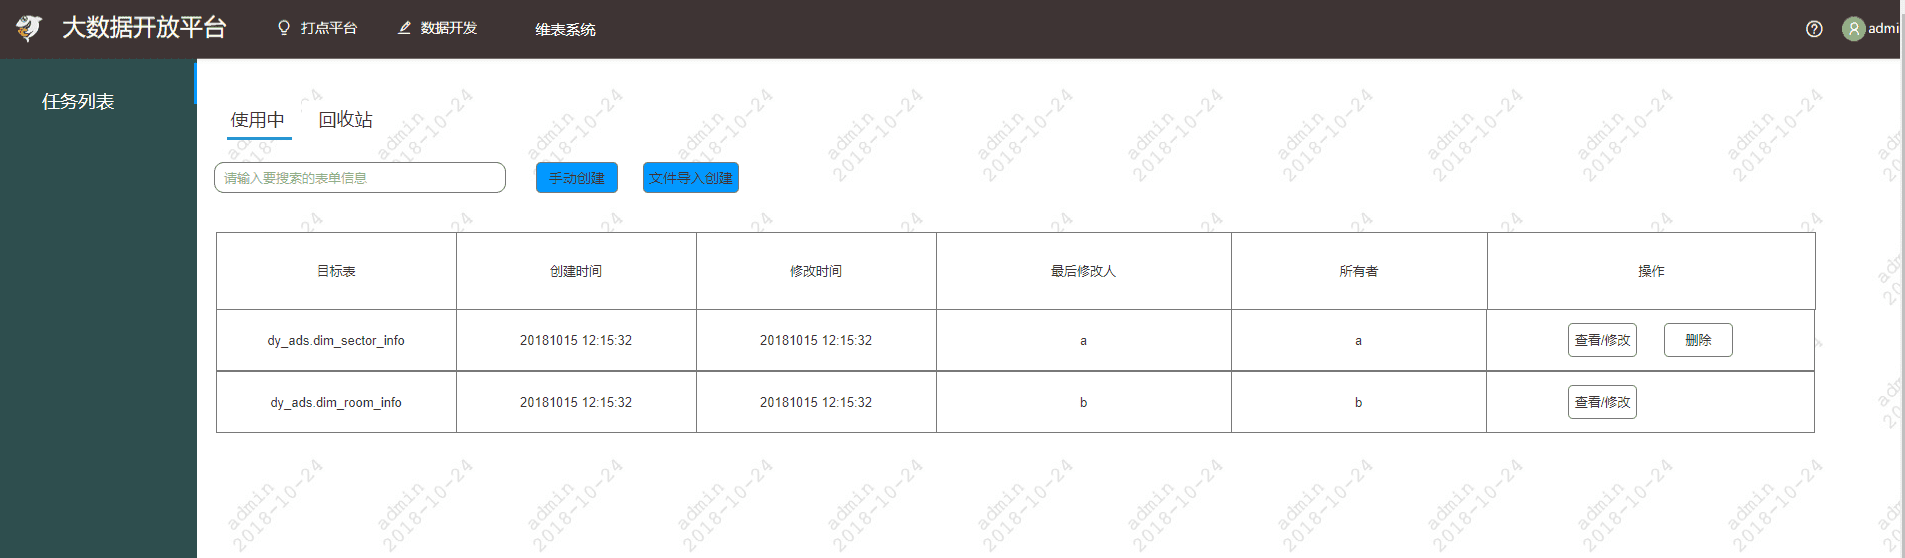 大数据开放平台 打点平台 数据开发 维表系统 admi
任务列表
使用中 回收站
请输入要搜索的表单信息 手动创建 文件导入创建
目标表 创建时间 修改时间 最后修改人 所有者 操作
dy_ads.dim_sector_info 20181015 12:15:32 20181015 12:15:32 a a 查看/修改 删除
dy_ads.dim_room_info 20181015 12:15:32 20181015 12:15:32 b b 查看/修改
admin
2018-10-24